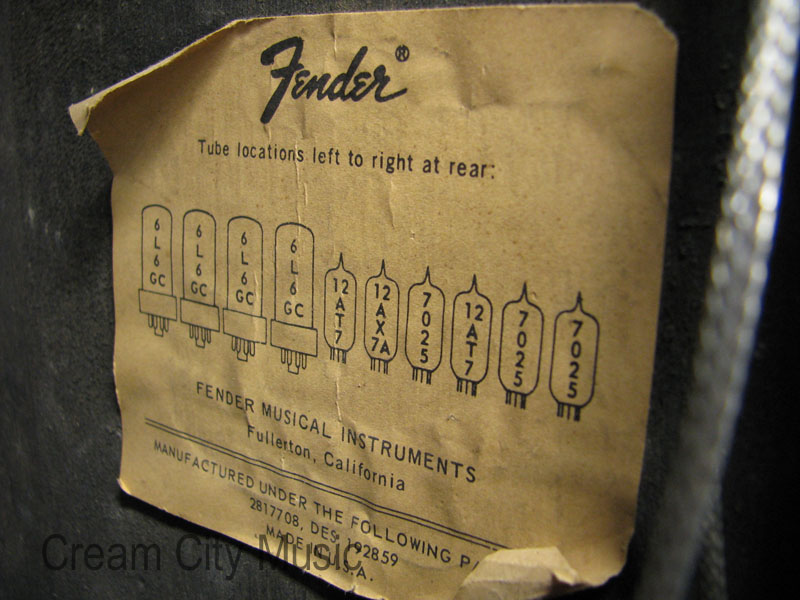 Fender®
Tube locations left to right at rear:
6L6GC 6L6GC 6L6GC 6L6GC 12AT7 12AX7A 7025 12AT7 7025 7025
FENDER MUSICAL INSTRUMENTS
Fullerton, California
MANUFACTURED UNDER THE FOLLOWING
2817708, DES. 192859
MADE IN U.S.A.
Cream City Music